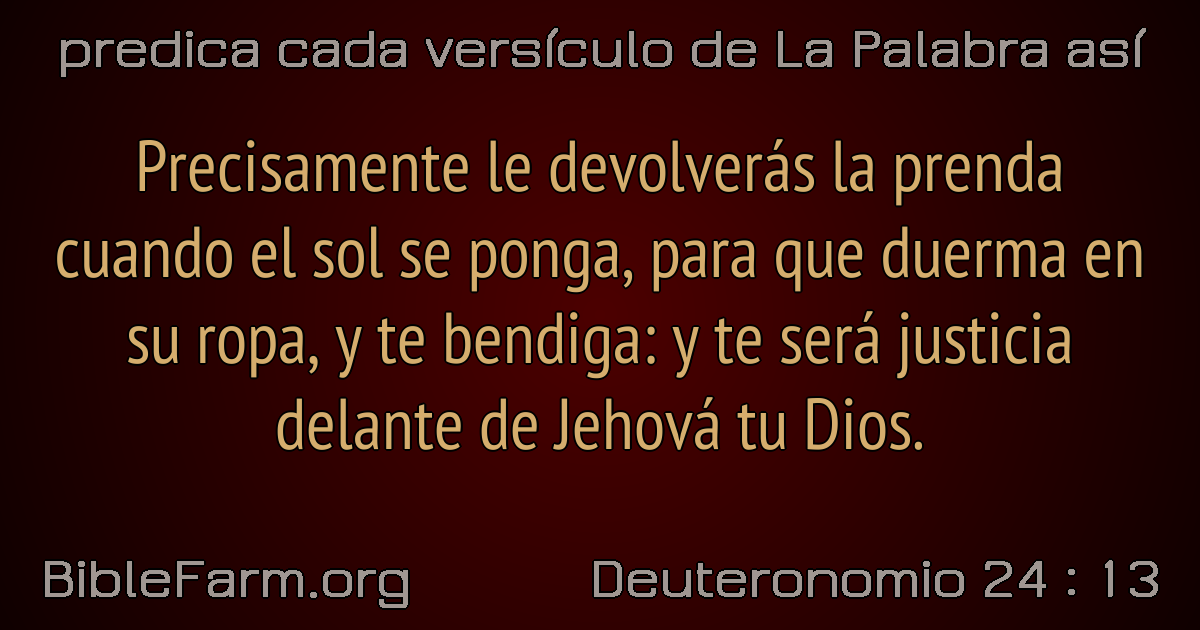 predica cada versículo de La Palabra así
Precisamente le devolverás la prenda
cuando el sol se ponga, para que duerma en
su ropa, y te bendiga: y te será justicia
delante de Jehová tu Dios.
BibleFarm.org
Deuteronomio 24 : 13